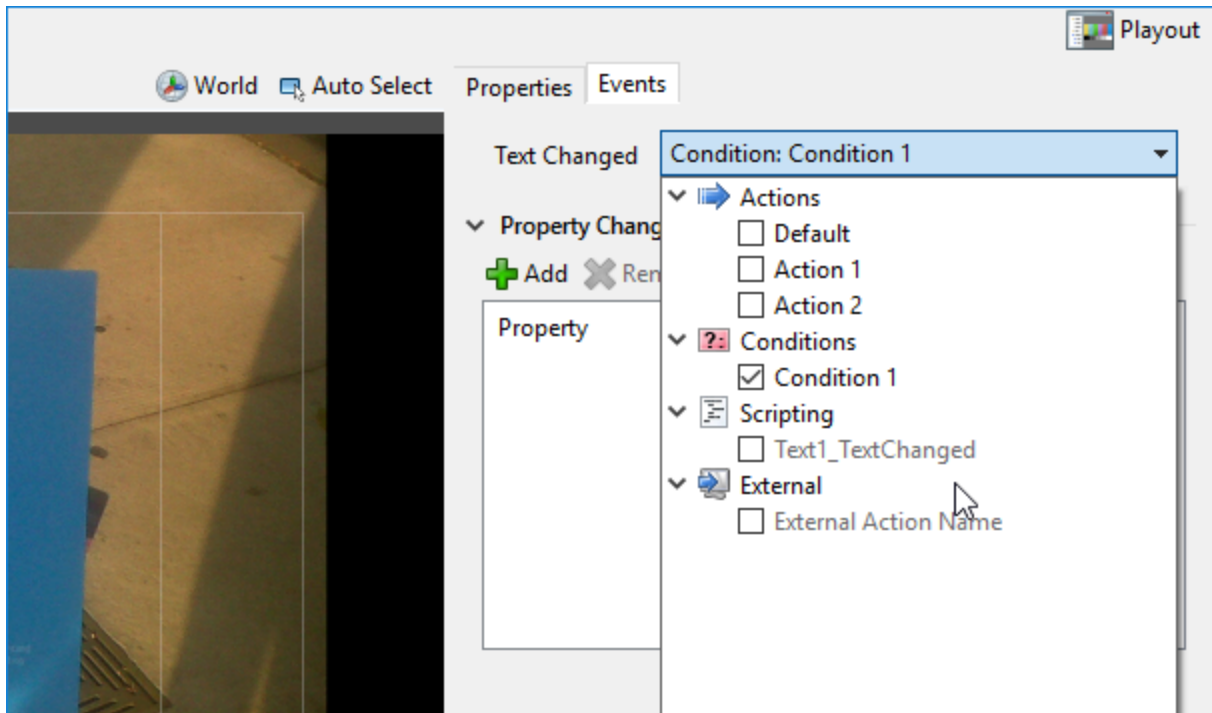 Playout
World Auto Select Properties Events
Text Changed Condition: Condition 1
Actions
Property Chang
Default
Add Ren
Action 1
Action 2
Property
?: Conditions
Condition 1
Scripting
Text1_TextChanged
External
External Action Name